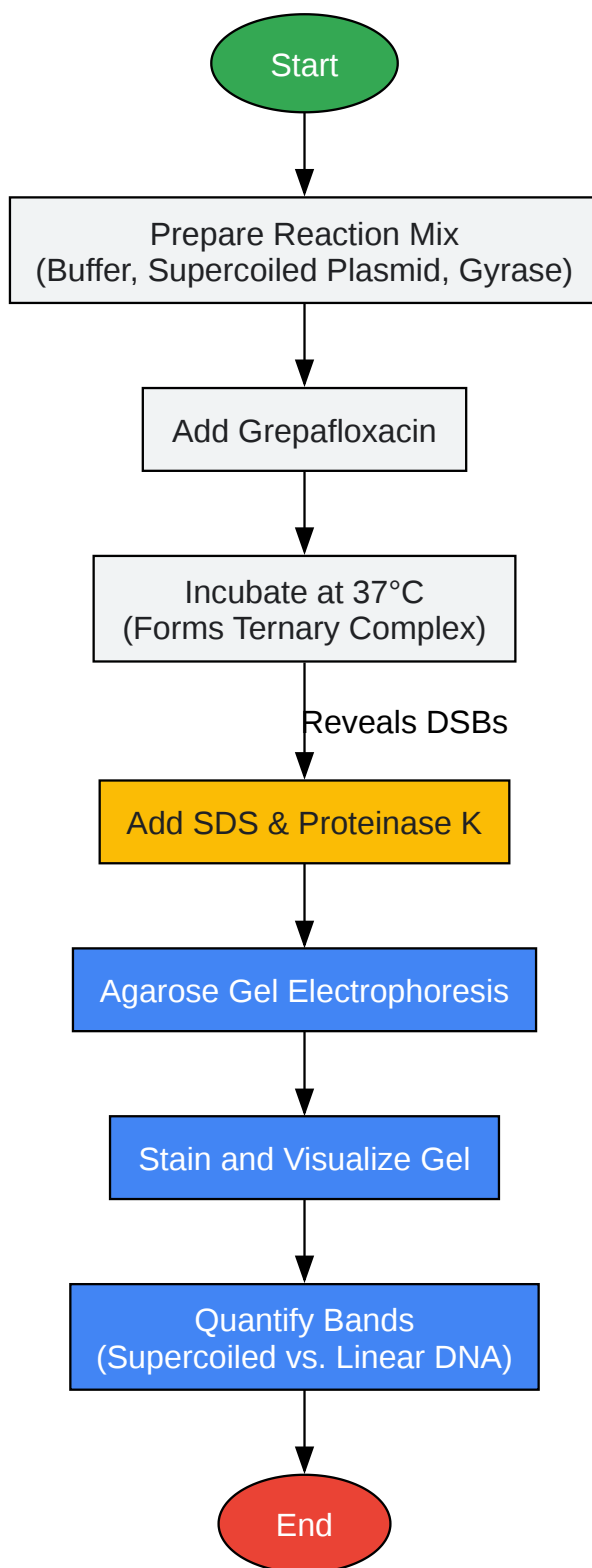 Start
Prepare Reaction Mix
(Buffer, Supercoiled Plasmid, Gyrase)
Add Grepafloxacin
Incubate at 37°C
(Forms Ternary Complex)
Reveals DSBs
Add SDS & Proteinase K
Agarose Gel Electrophoresis
Stain and Visualize Gel
Quantify Bands
(Supercoiled vs. Linear DNA)
End